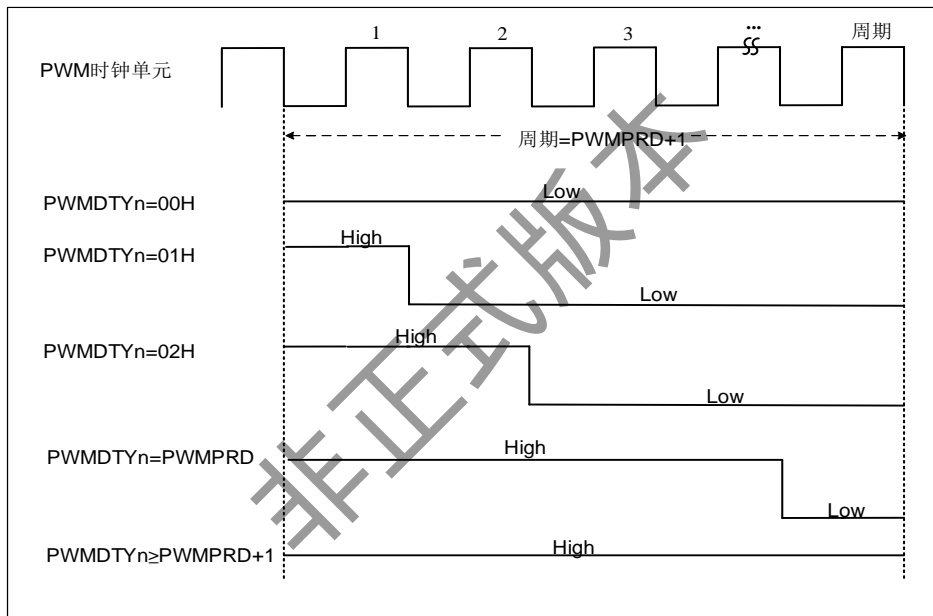 1 2 3 ... 周期
PWM时钟单元
周期=PWMPRD+1
PWMDTYn=00H Low
PWMDTYn=01H High Low
PWMDTYn=02H High Low
PWMDTYn=PWMPRD High Low
PWMDTYn≥PWMPRD+1 High
非正式版本